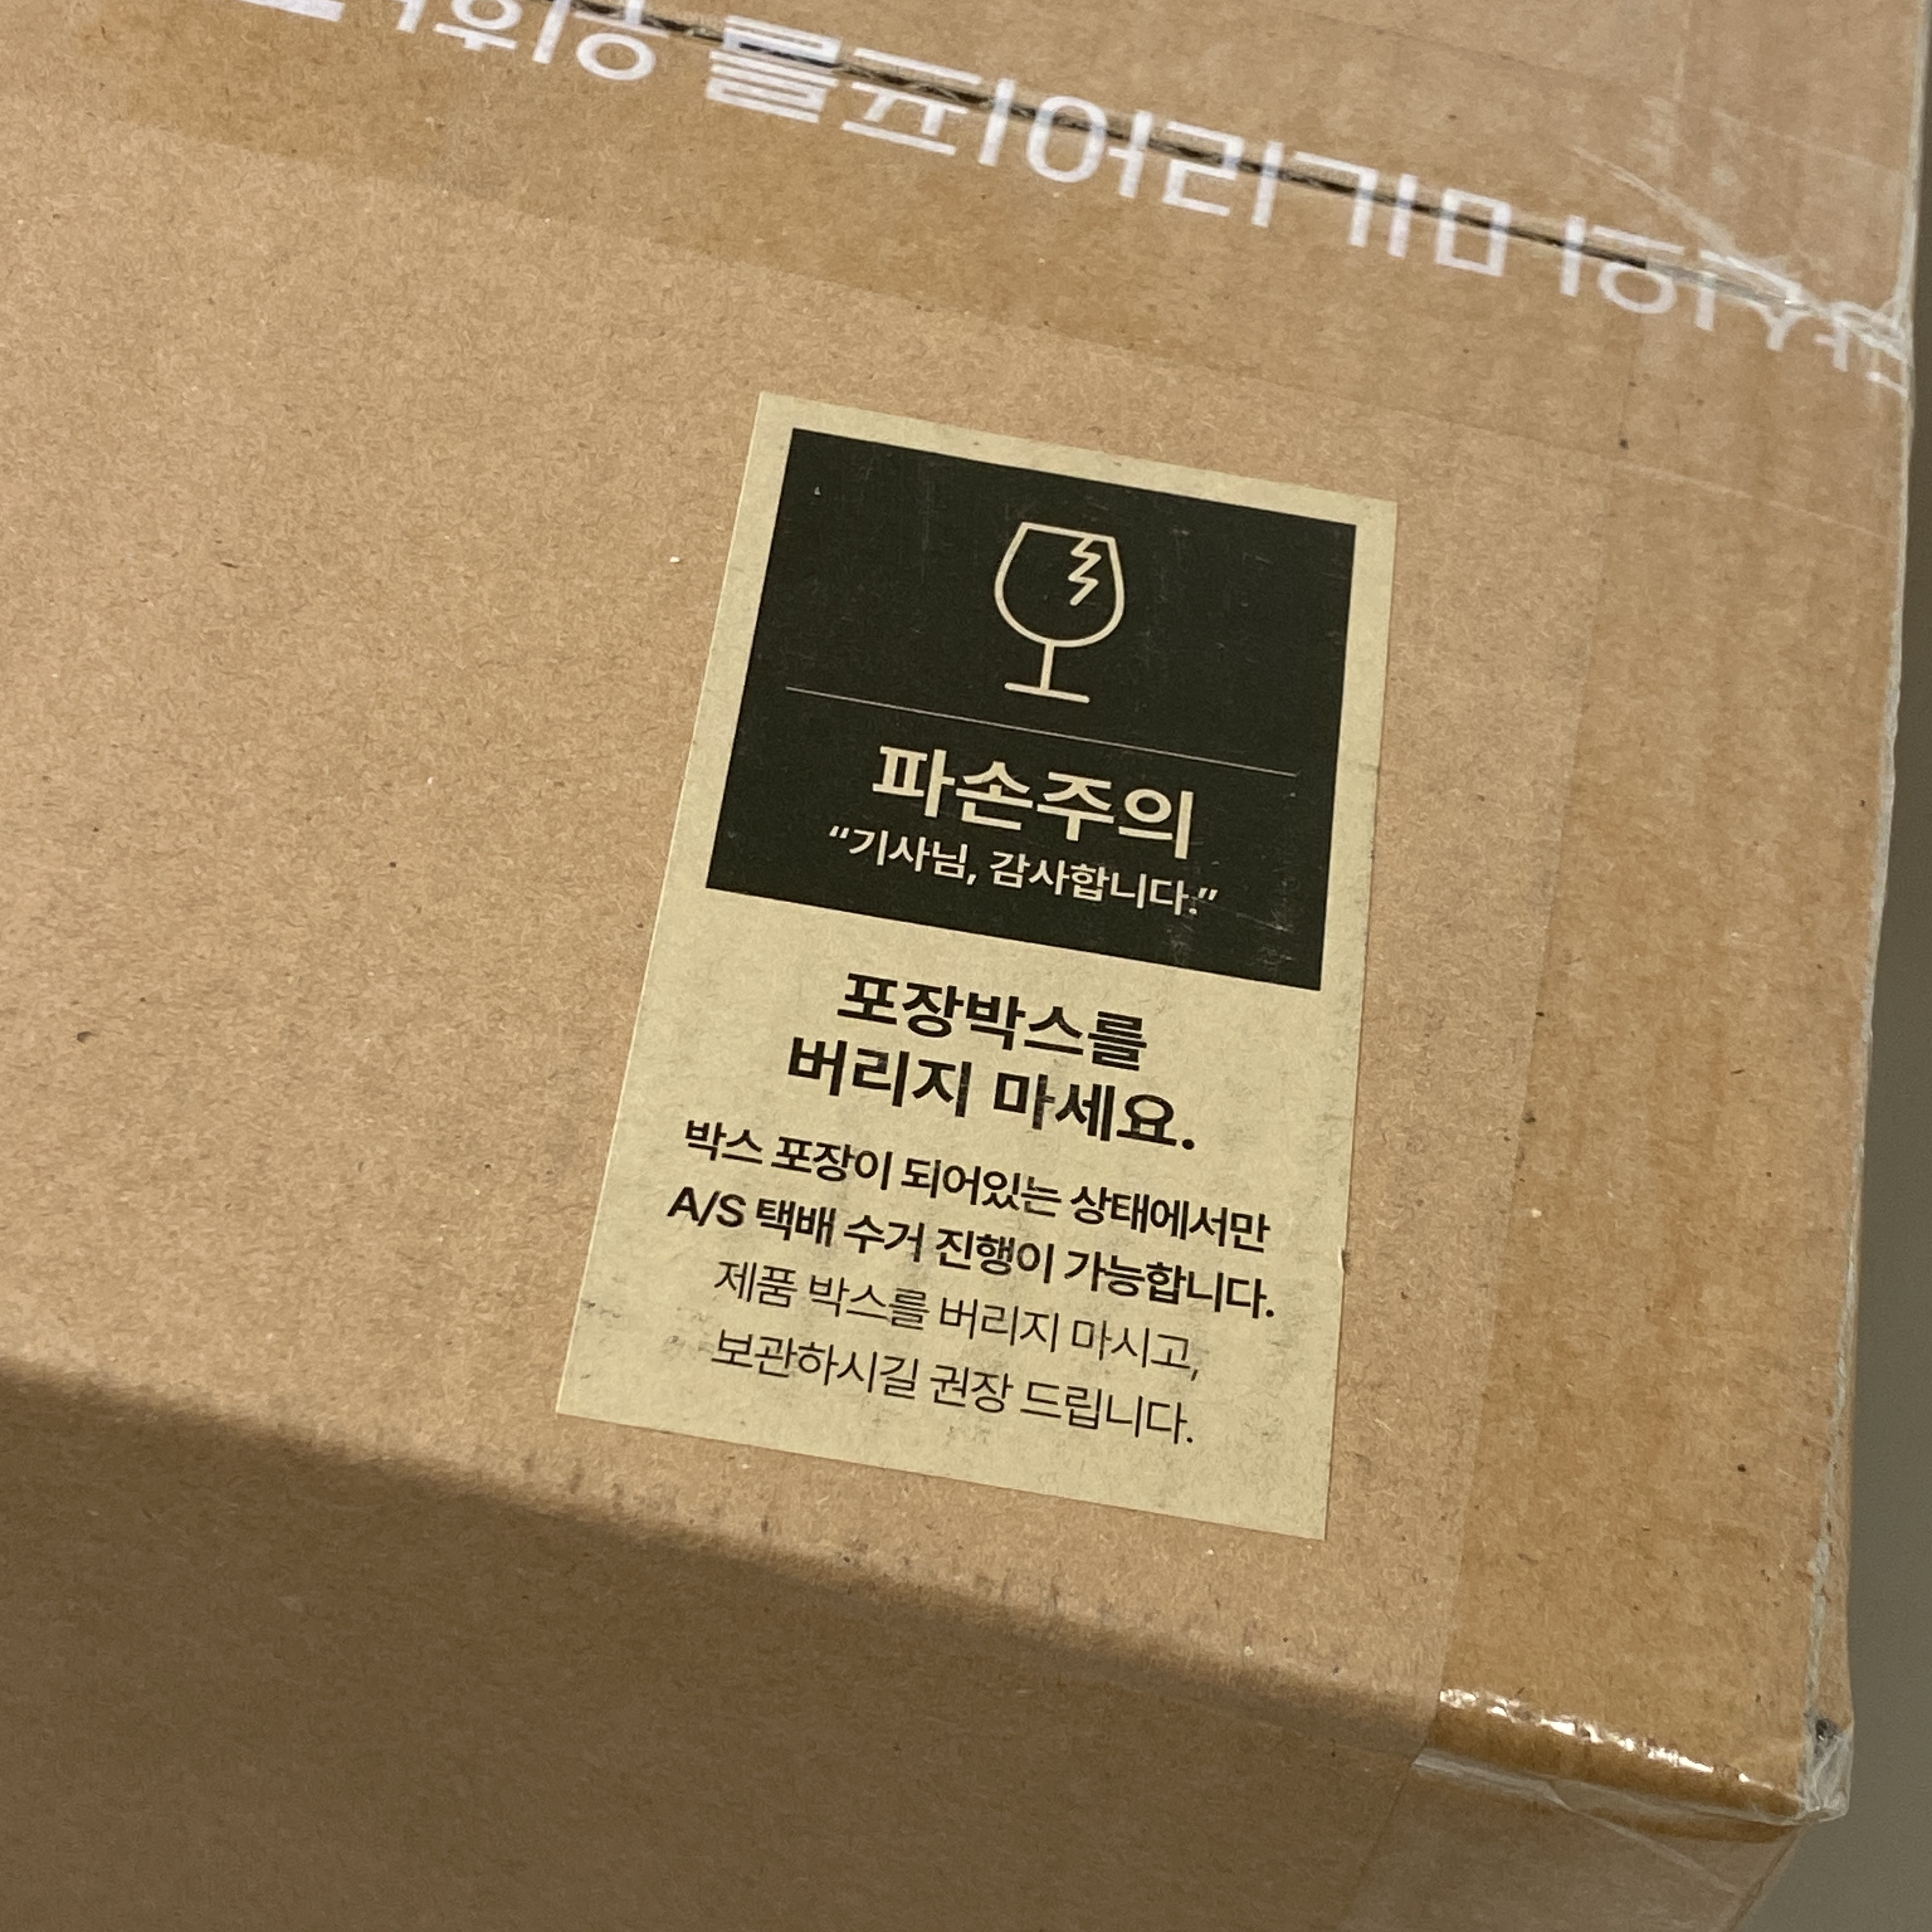 파손주의
“기사님, 감사합니다.”
포장박스를
버리지 마세요.
박스 포장이 되어있는 상태에서만
A/S 택배 수거 진행이 가능합니다.
제품 박스를 버리지 마시고,
보관하시길 권장 드립니다.